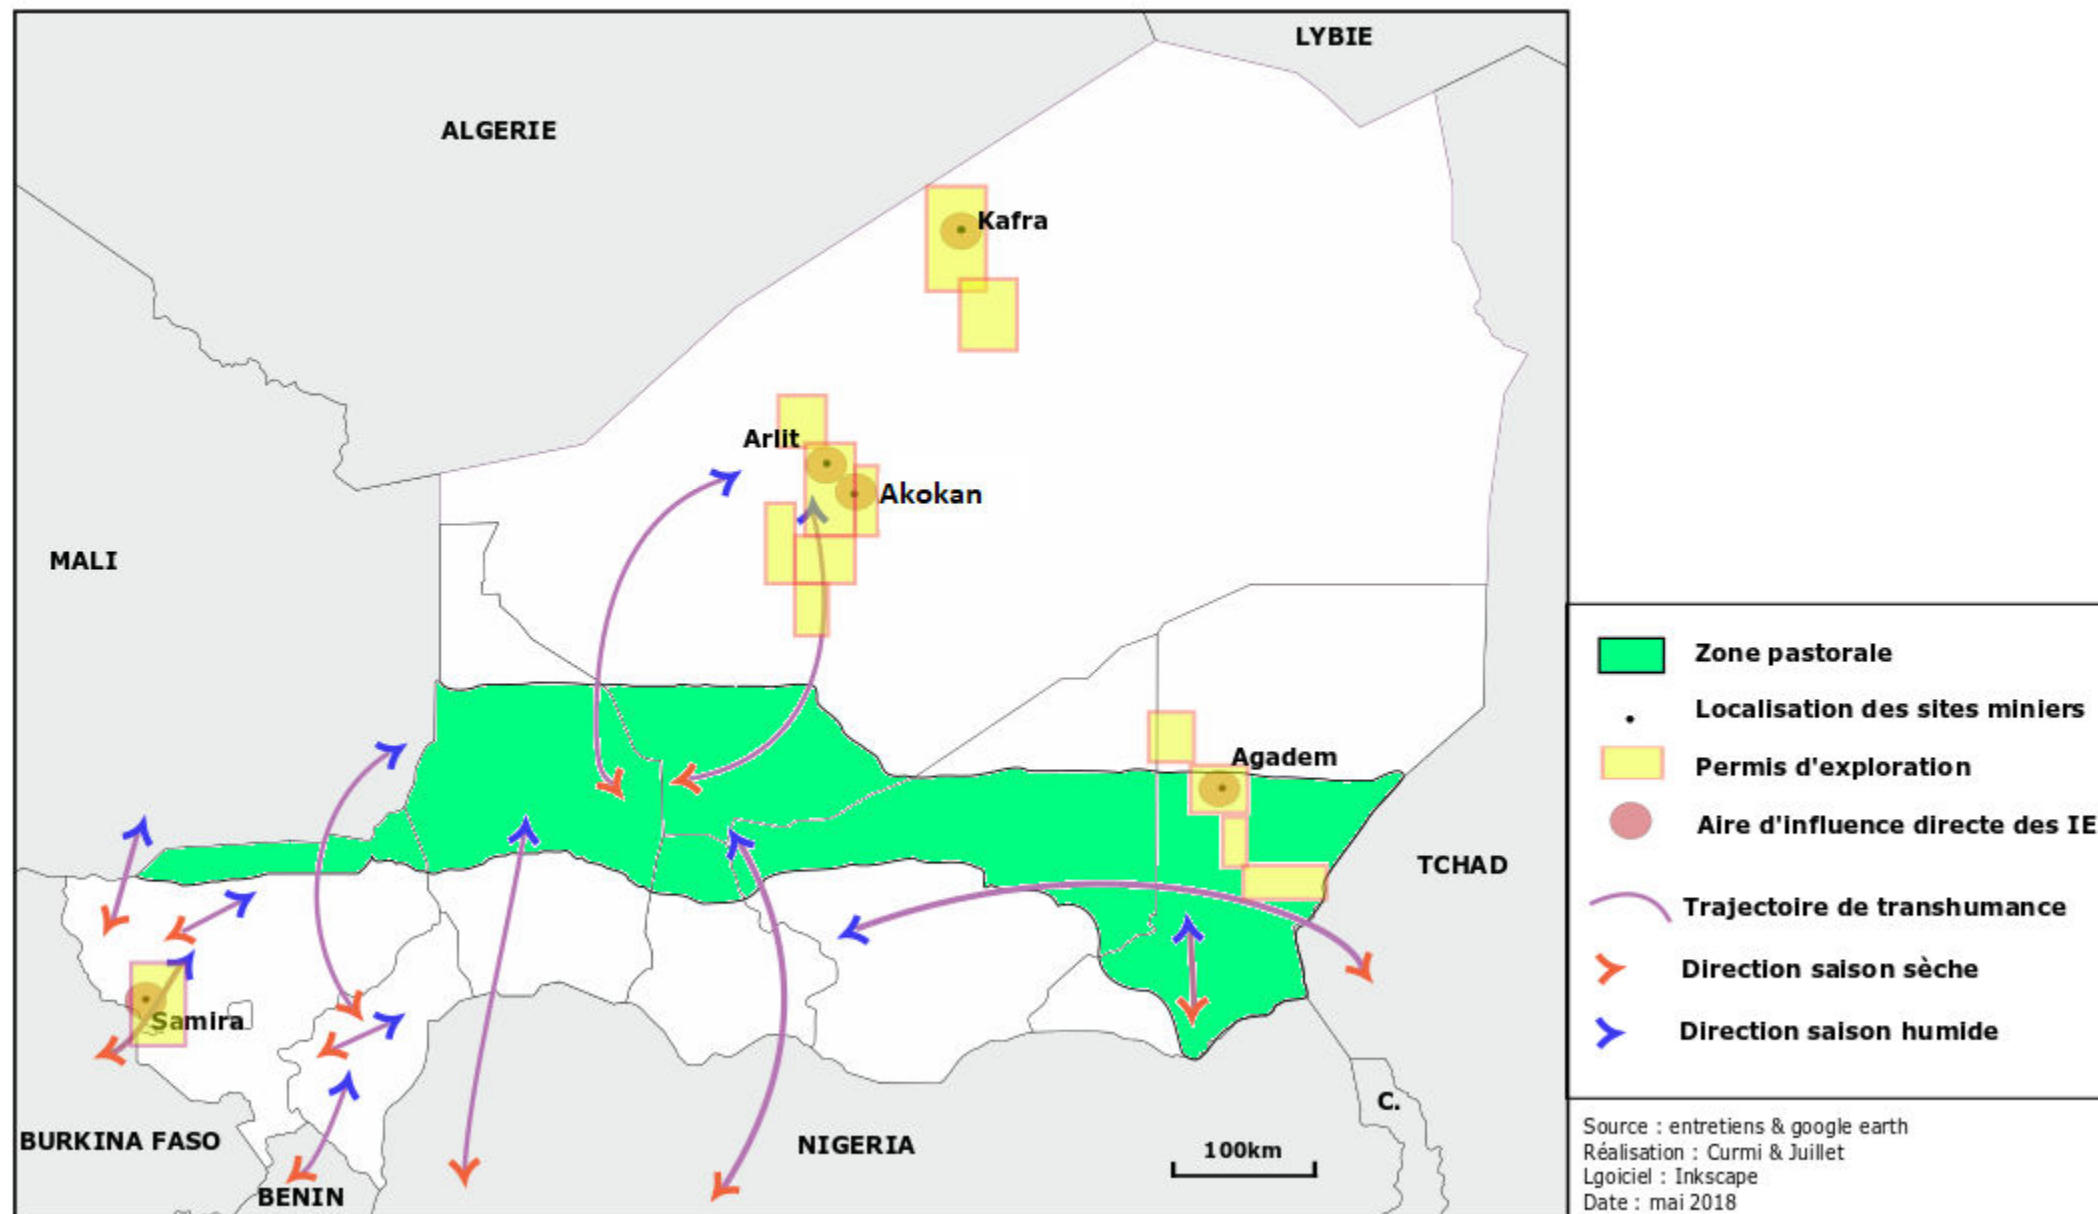 LYBIE
ALGERIE
Kafra
Arlit
Akokan
MALI
Agadem
TCHAD
Samira
C.
BURKINA FASO
NIGERIA
100km
BENIN
Zone pastorale
Localisation des sites miniers
Permis d'exploration
Aire d'influence directe des IE
Trajectoire de transhumance
Direction saison sèche
Direction saison humide
Source : entretiens & google earth
Réalisation : Curmi & Juillet
Lgoiciel : Inkscape
Date : mai 2018